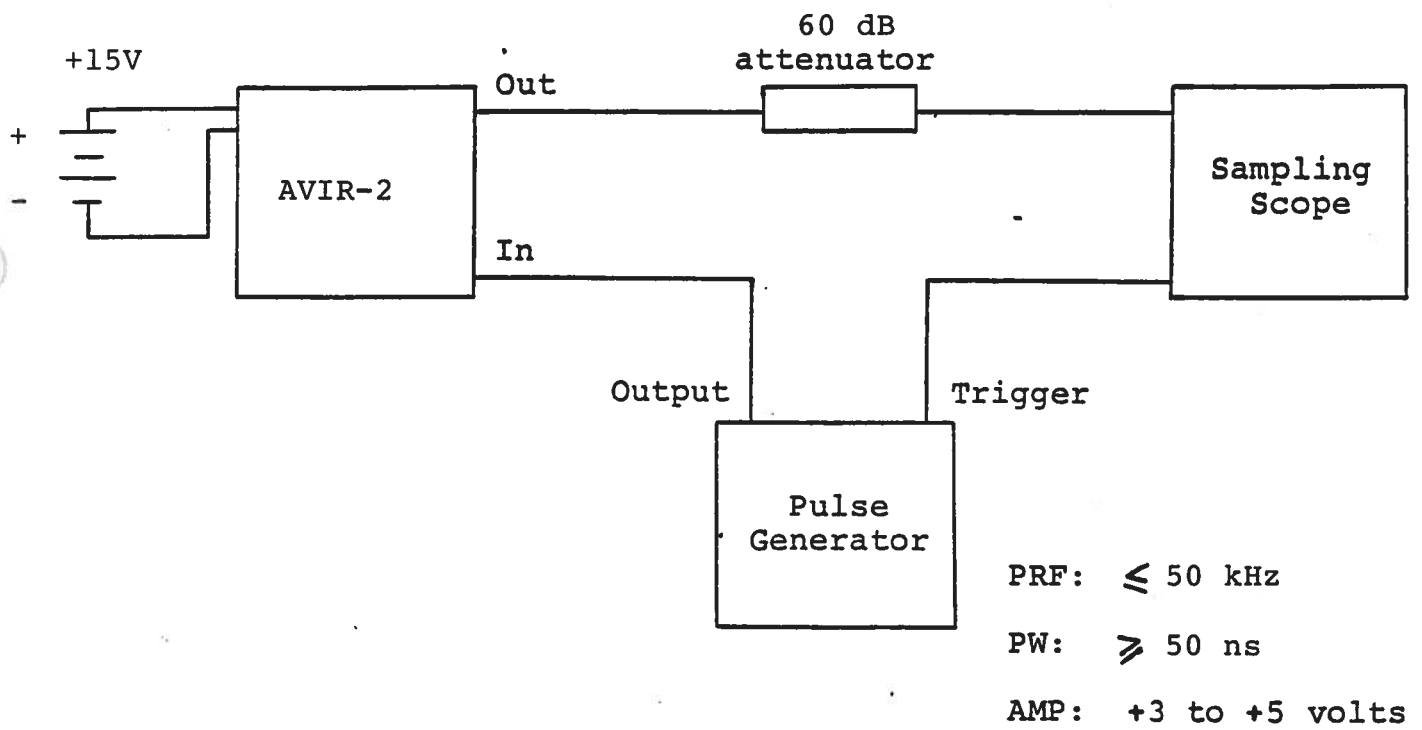 60 dB
attenuator
+15V
Out
+
-
AVIR-2
Sampling
Scope
In
Output
Trigger
Pulse
Generator
PRF: ≤ 50 kHz
PW: ≥ 50 ns
AMP: +3 to +5 volts